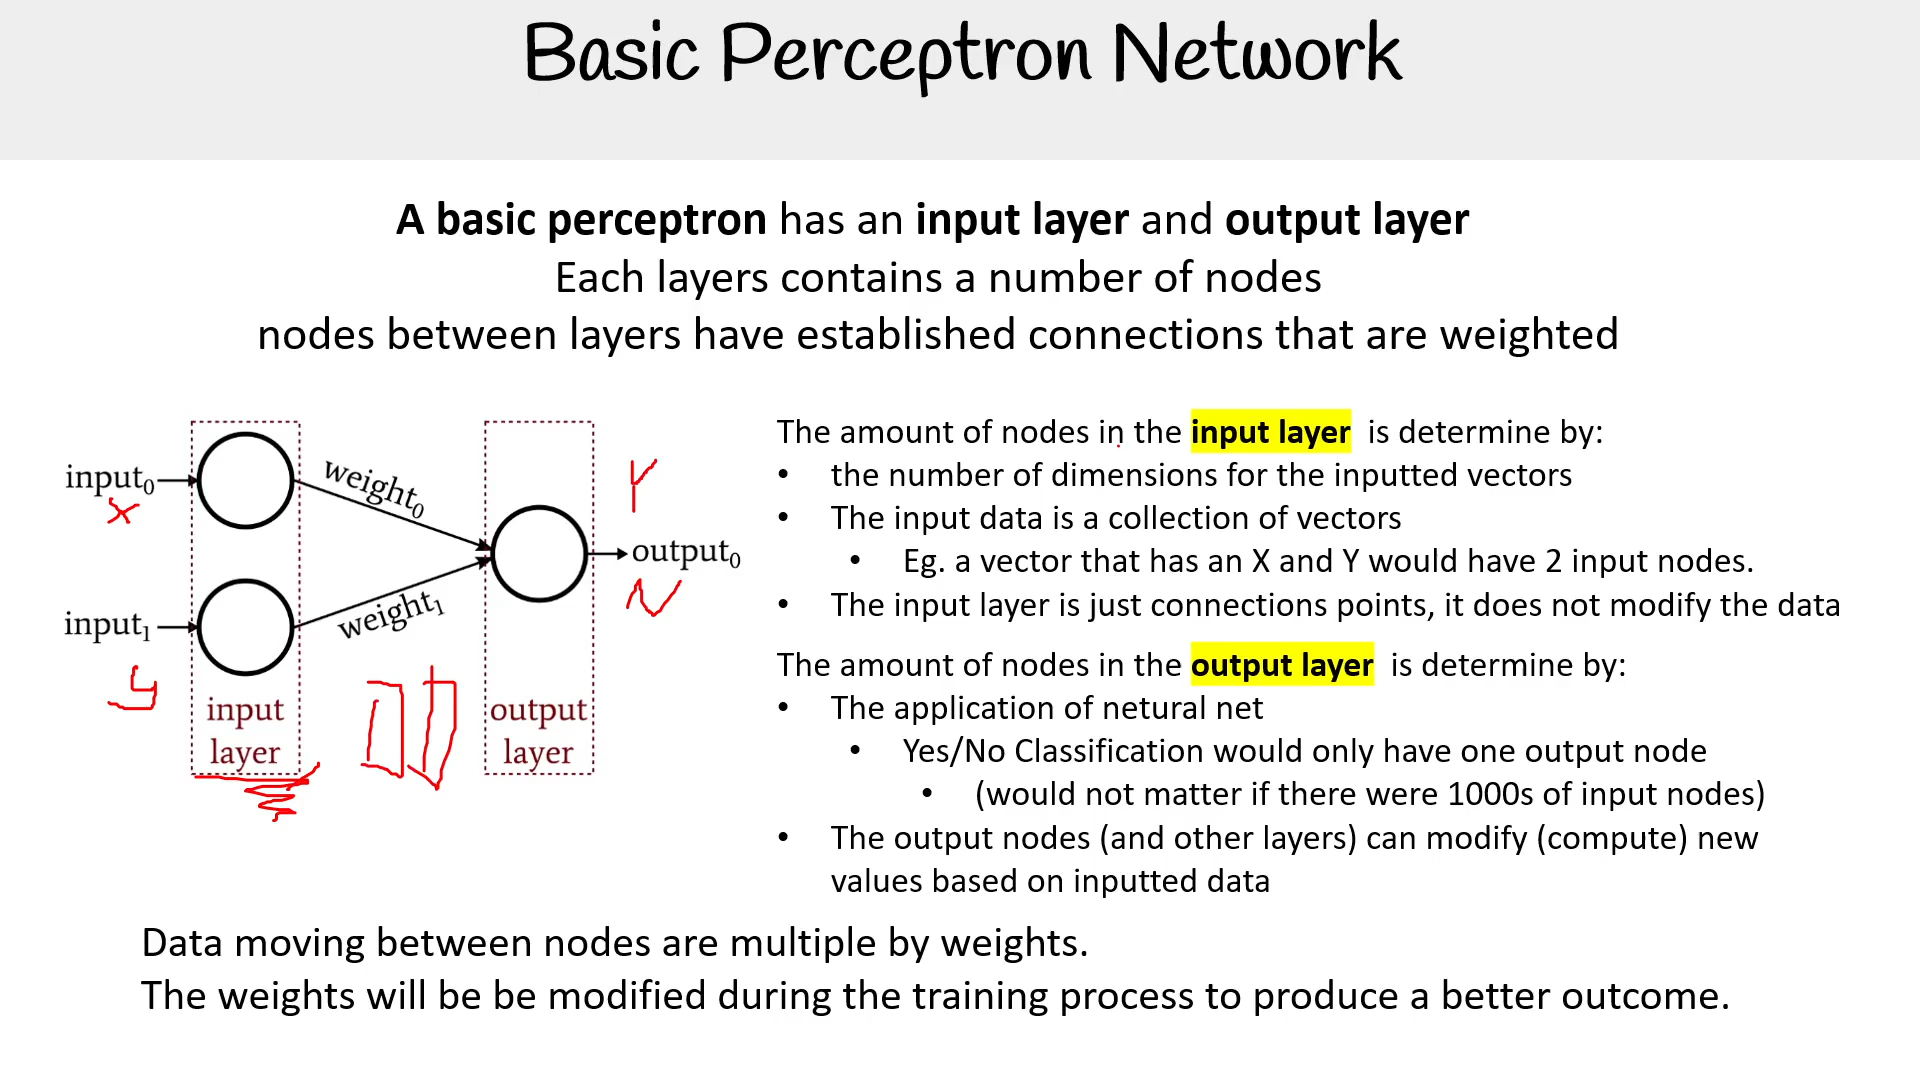 Basic Perceptron Network
A basic perceptron has an input layer and output layer
Each layers contains a number of nodes
nodes between layers have established connections that are weighted
input0
X
input1
y
weight0
weight1
Y
output0
N
input
layer
output
layer
The amount of nodes in the input layer is determine by:
• the number of dimensions for the inputted vectors
• The input data is a collection of vectors
• Eg. a vector that has an X and Y would have 2 input nodes.
• The input layer is just connections points, it does not modify the data
The amount of nodes in the output layer is determine by:
• The application of netural net
• Yes/No Classification would only have one output node
• (would not matter if there were 1000s of input nodes)
• The output nodes (and other layers) can modify (compute) new
values based on inputted data
Data moving between nodes are multiple by weights.
The weights will be be modified during the training process to produce a better outcome.